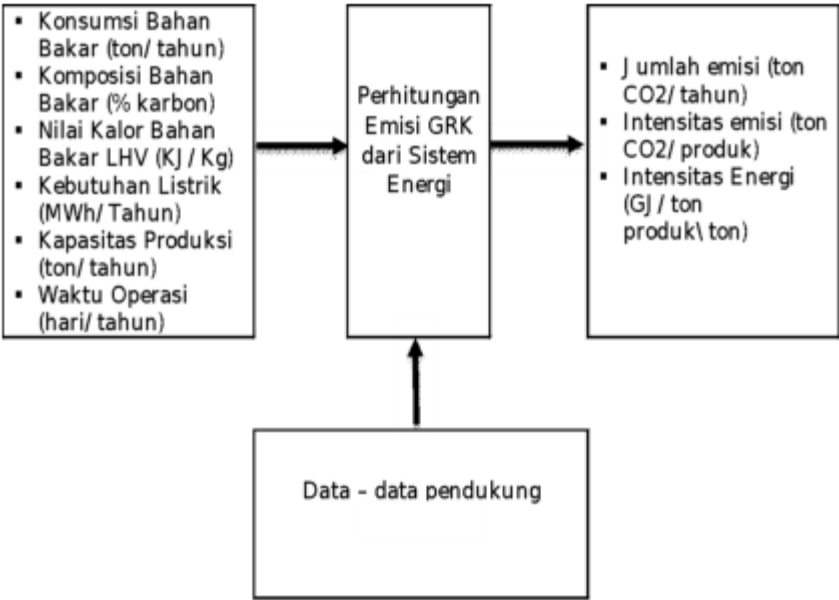 ▪ Konsumsi Bahan
Bakar (ton/ tahun)
▪ Komposisi Bahan
Bakar (% karbon)
▪ Nilai Kalor Bahan
Bakar LHV (KJ/ Kg)
▪ Kebutuhan Listrik
(MWh/ Tahun)
▪ Kapasitas Produksi
(ton/ tahun)
▪ Waktu Operasi
(hari/ tahun)
Perhitungan
Emisi GRK
dari Sistem
Energi
▪ Jumlah emisi (ton
CO2/ tahun)
▪ Intensitas emisi (ton
CO2/ produk)
▪ Intensitas Energi
(GJ/ ton
produk\ ton)
Data – data pendukung